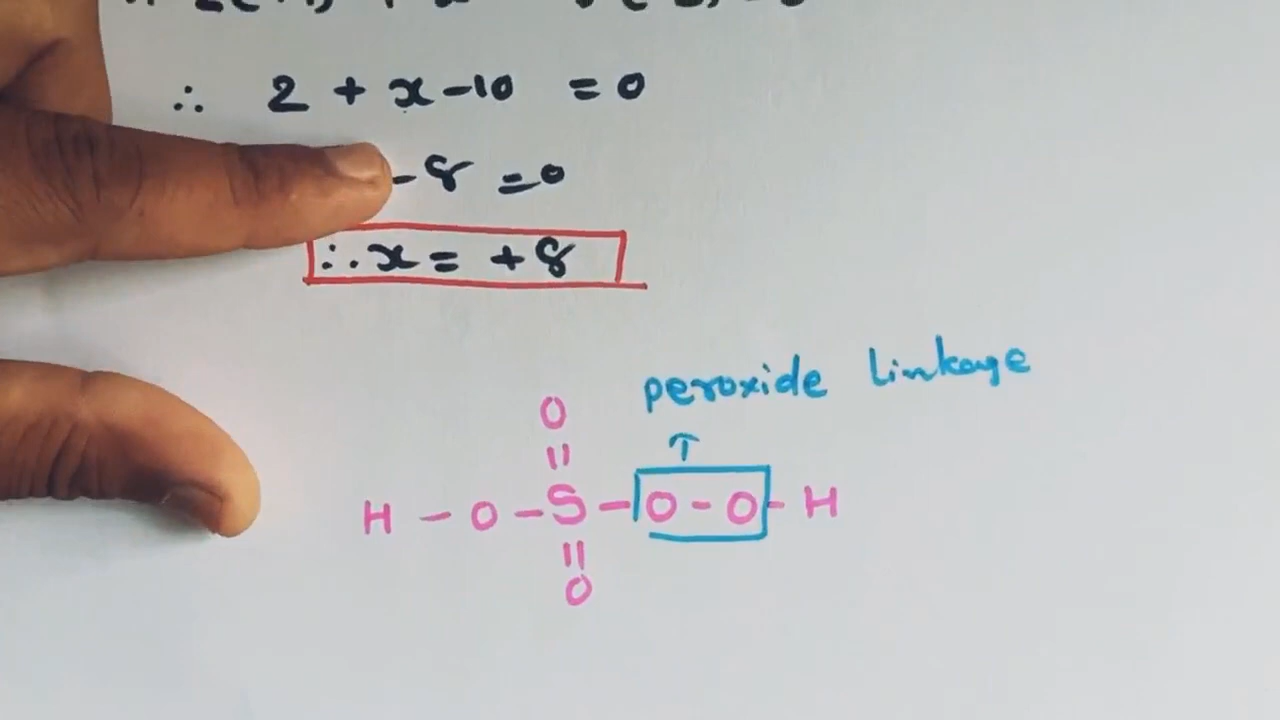 ∴ 2 + x - 10 = 0
- 8 = 0
∴ x = + 8
peroxide linkage
↑
O
||
H - O - S - O - O - H
||
O